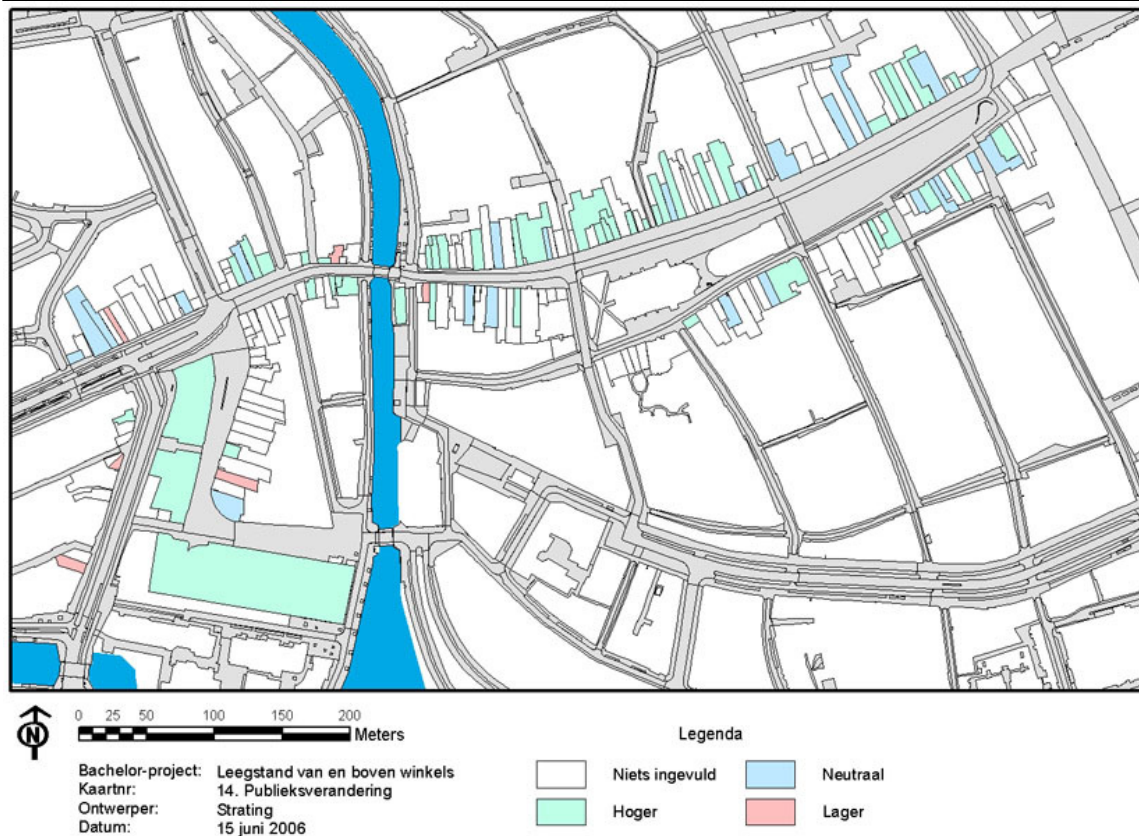 N
0 25 50 100 150 200
Meters
Bachelor-project: Leegstand van en boven winkels
Kaartnr: 14. Publieksverandering
Ontwerper: Strating
Datum: 15 juni 2006
Legenda
Niets ingevuld Neutraal
Hoger Lager